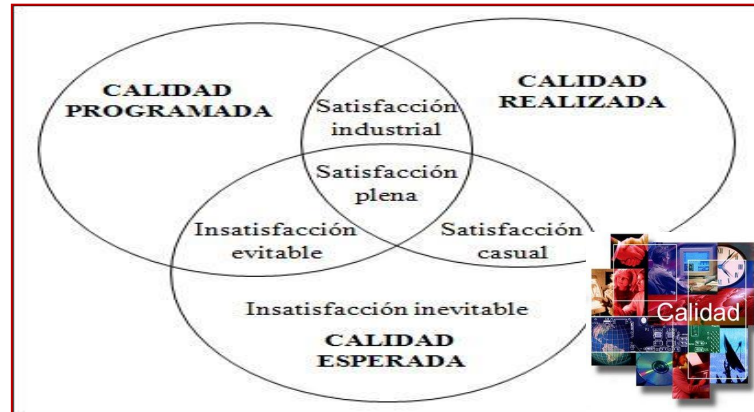 CALIDAD
PROGRAMADA
CALIDAD
REALIZADA
Satisfacción
industrial
Satisfacción
plena
Insatisfacción
evitable
Satisfacción
casual
Insatisfacción inevitable
CALIDAD
ESPERADA
Calidad